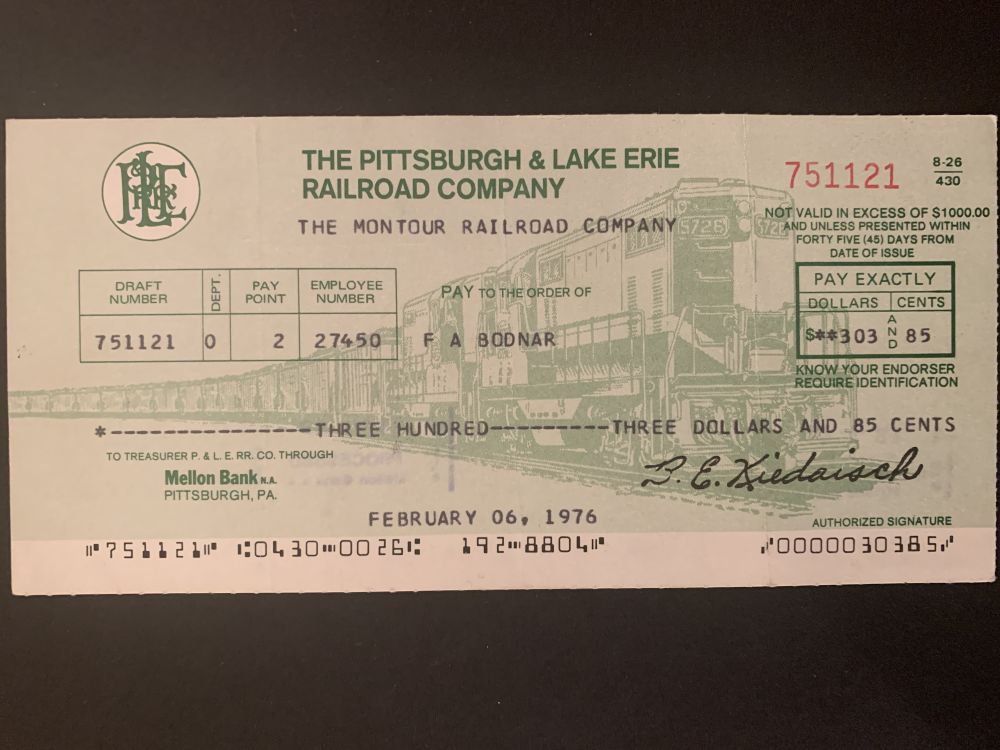 P&LE RR
THE PITTSBURGH & LAKE ERIE
RAILROAD COMPANY
THE MONTOUR RAILROAD COMPANY
751121
8-26
430
NOT VALID IN EXCESS OF $1000.00
AND UNLESS PRESENTED WITHIN
FORTY FIVE (45) DAYS FROM
DATE OF ISSUE
5726
DRAFT NUMBER DEPT. PAY POINT EMPLOYEE NUMBER
751121 0 2 27450
PAY TO THE ORDER OF
F A BODNAR
PAY EXACTLY
DOLLARS CENTS
$**303 AND 85
KNOW YOUR ENDORSER
REQUIRE IDENTIFICATION
*-----------------THREE HUNDRED----------THREE DOLLARS AND 85 CENTS
TO TREASURER P. & L. E. RR. CO. THROUGH
Mellon Bank N.A.
PITTSBURGH, PA.
B. E. Kiedaisch
FEBRUARY 06, 1976
AUTHORIZED SIGNATURE
⑈751121⑈ ⑆0430⑉0026⑆ 192⑉8804⑈ ⑇0000030385⑇